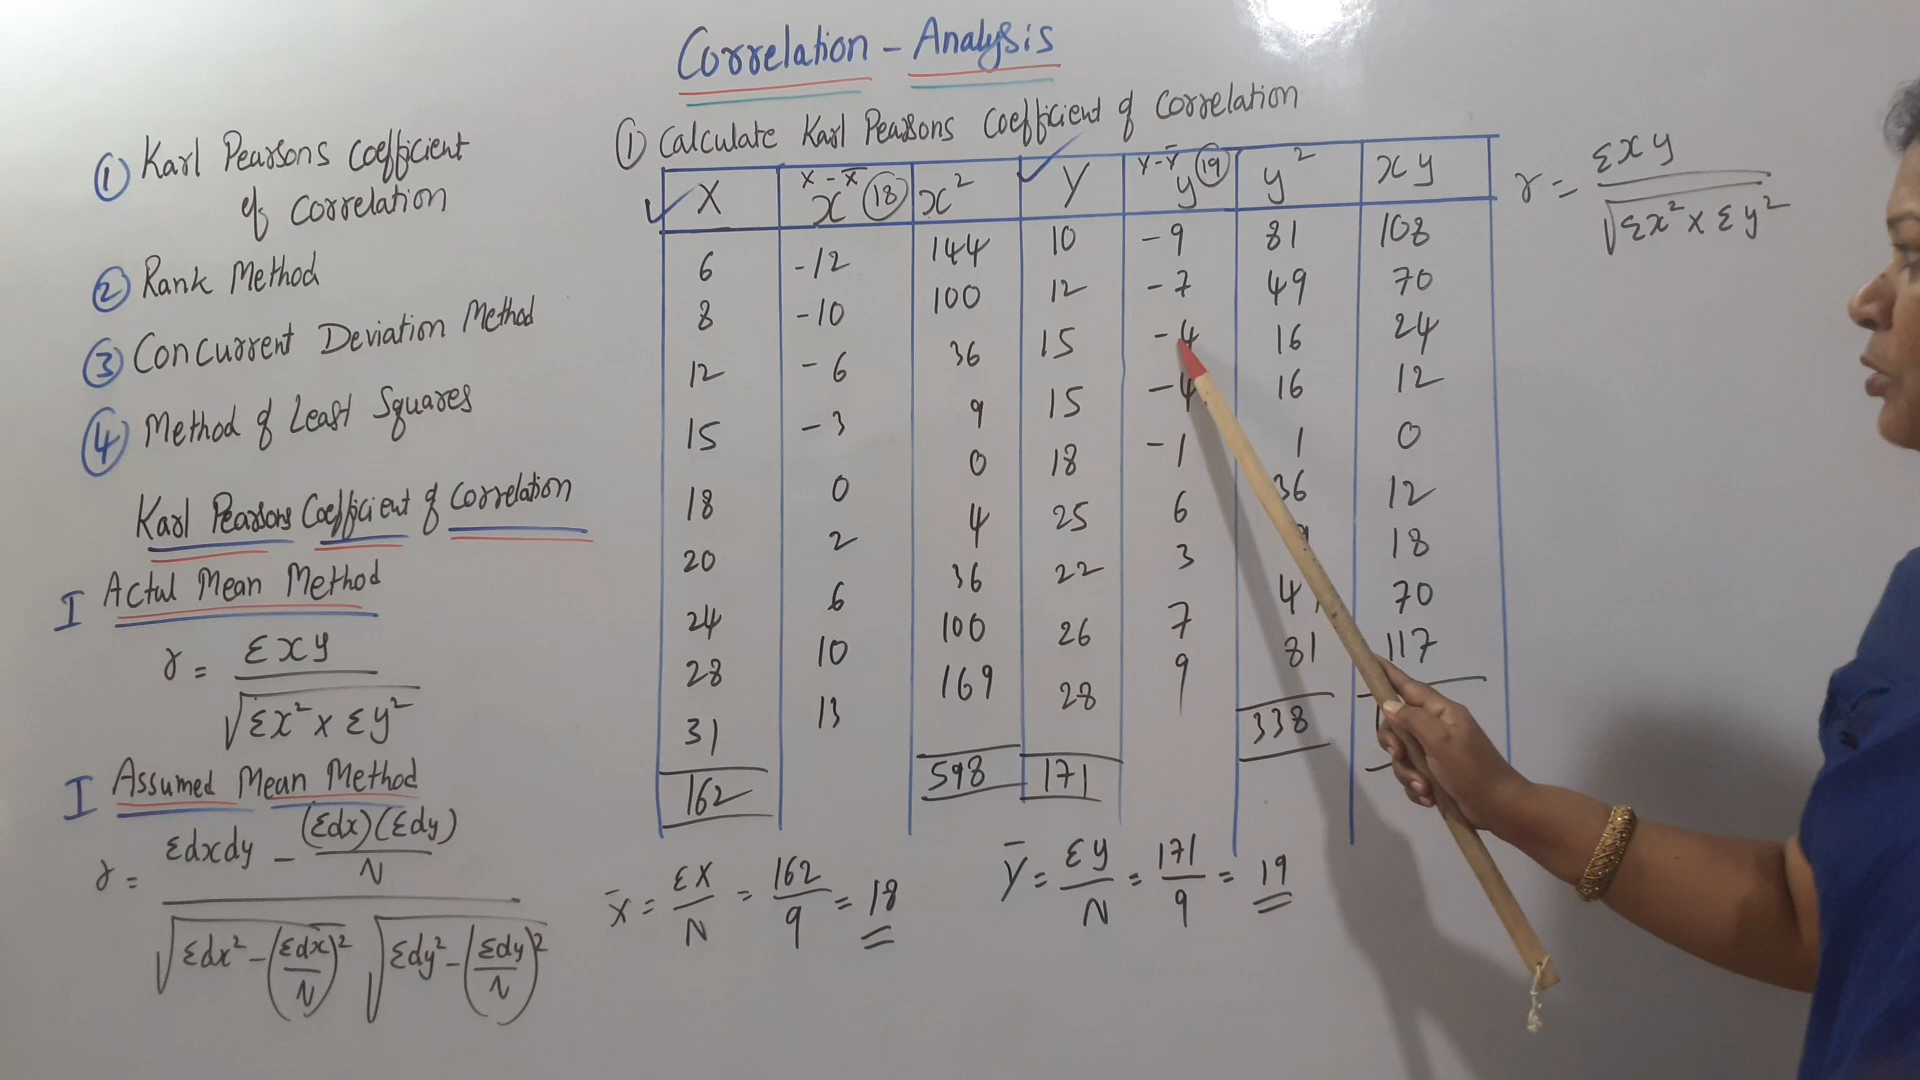 Correlation - Analysis
① Karl Pearsons Coefficient
of Correlation
② Rank Method
③ Concurrent Deviation Method
④ Method of Least Squares
Karl Pearsons Coefficient of Correlation
I Actul Mean Method
r = Σxy / √Σx² x Σy²
I Assumed Mean Method
r = Σdxdy - (Σdx)(Σdy)/N / √Σdx² - (Σdx/N)² √Σdy² - (Σdy/N)²
① Calculate Karl Pearsons Coefficient of Correlation
X x - x̄ x ⑱ x² Y Y - Ȳ y ⑲ y² xy
6 -12 144 10 -9 81 108
8 -10 100 12 -7 49 70
12 -6 36 15 -4 16 24
15 -3 9 15 -4 16 12
18 0 0 18 -1 1 0
20 2 4 25 6 36 12
24 6 36 22 3 18
28 10 100 26 7 70
31 13 169 28 9 81 117
162 598 171 338
x̄ = ΣX/N = 162/9 = 18
Ȳ = Σy/N = 171/9 = 19
r = Σxy / √Σx² x Σy²